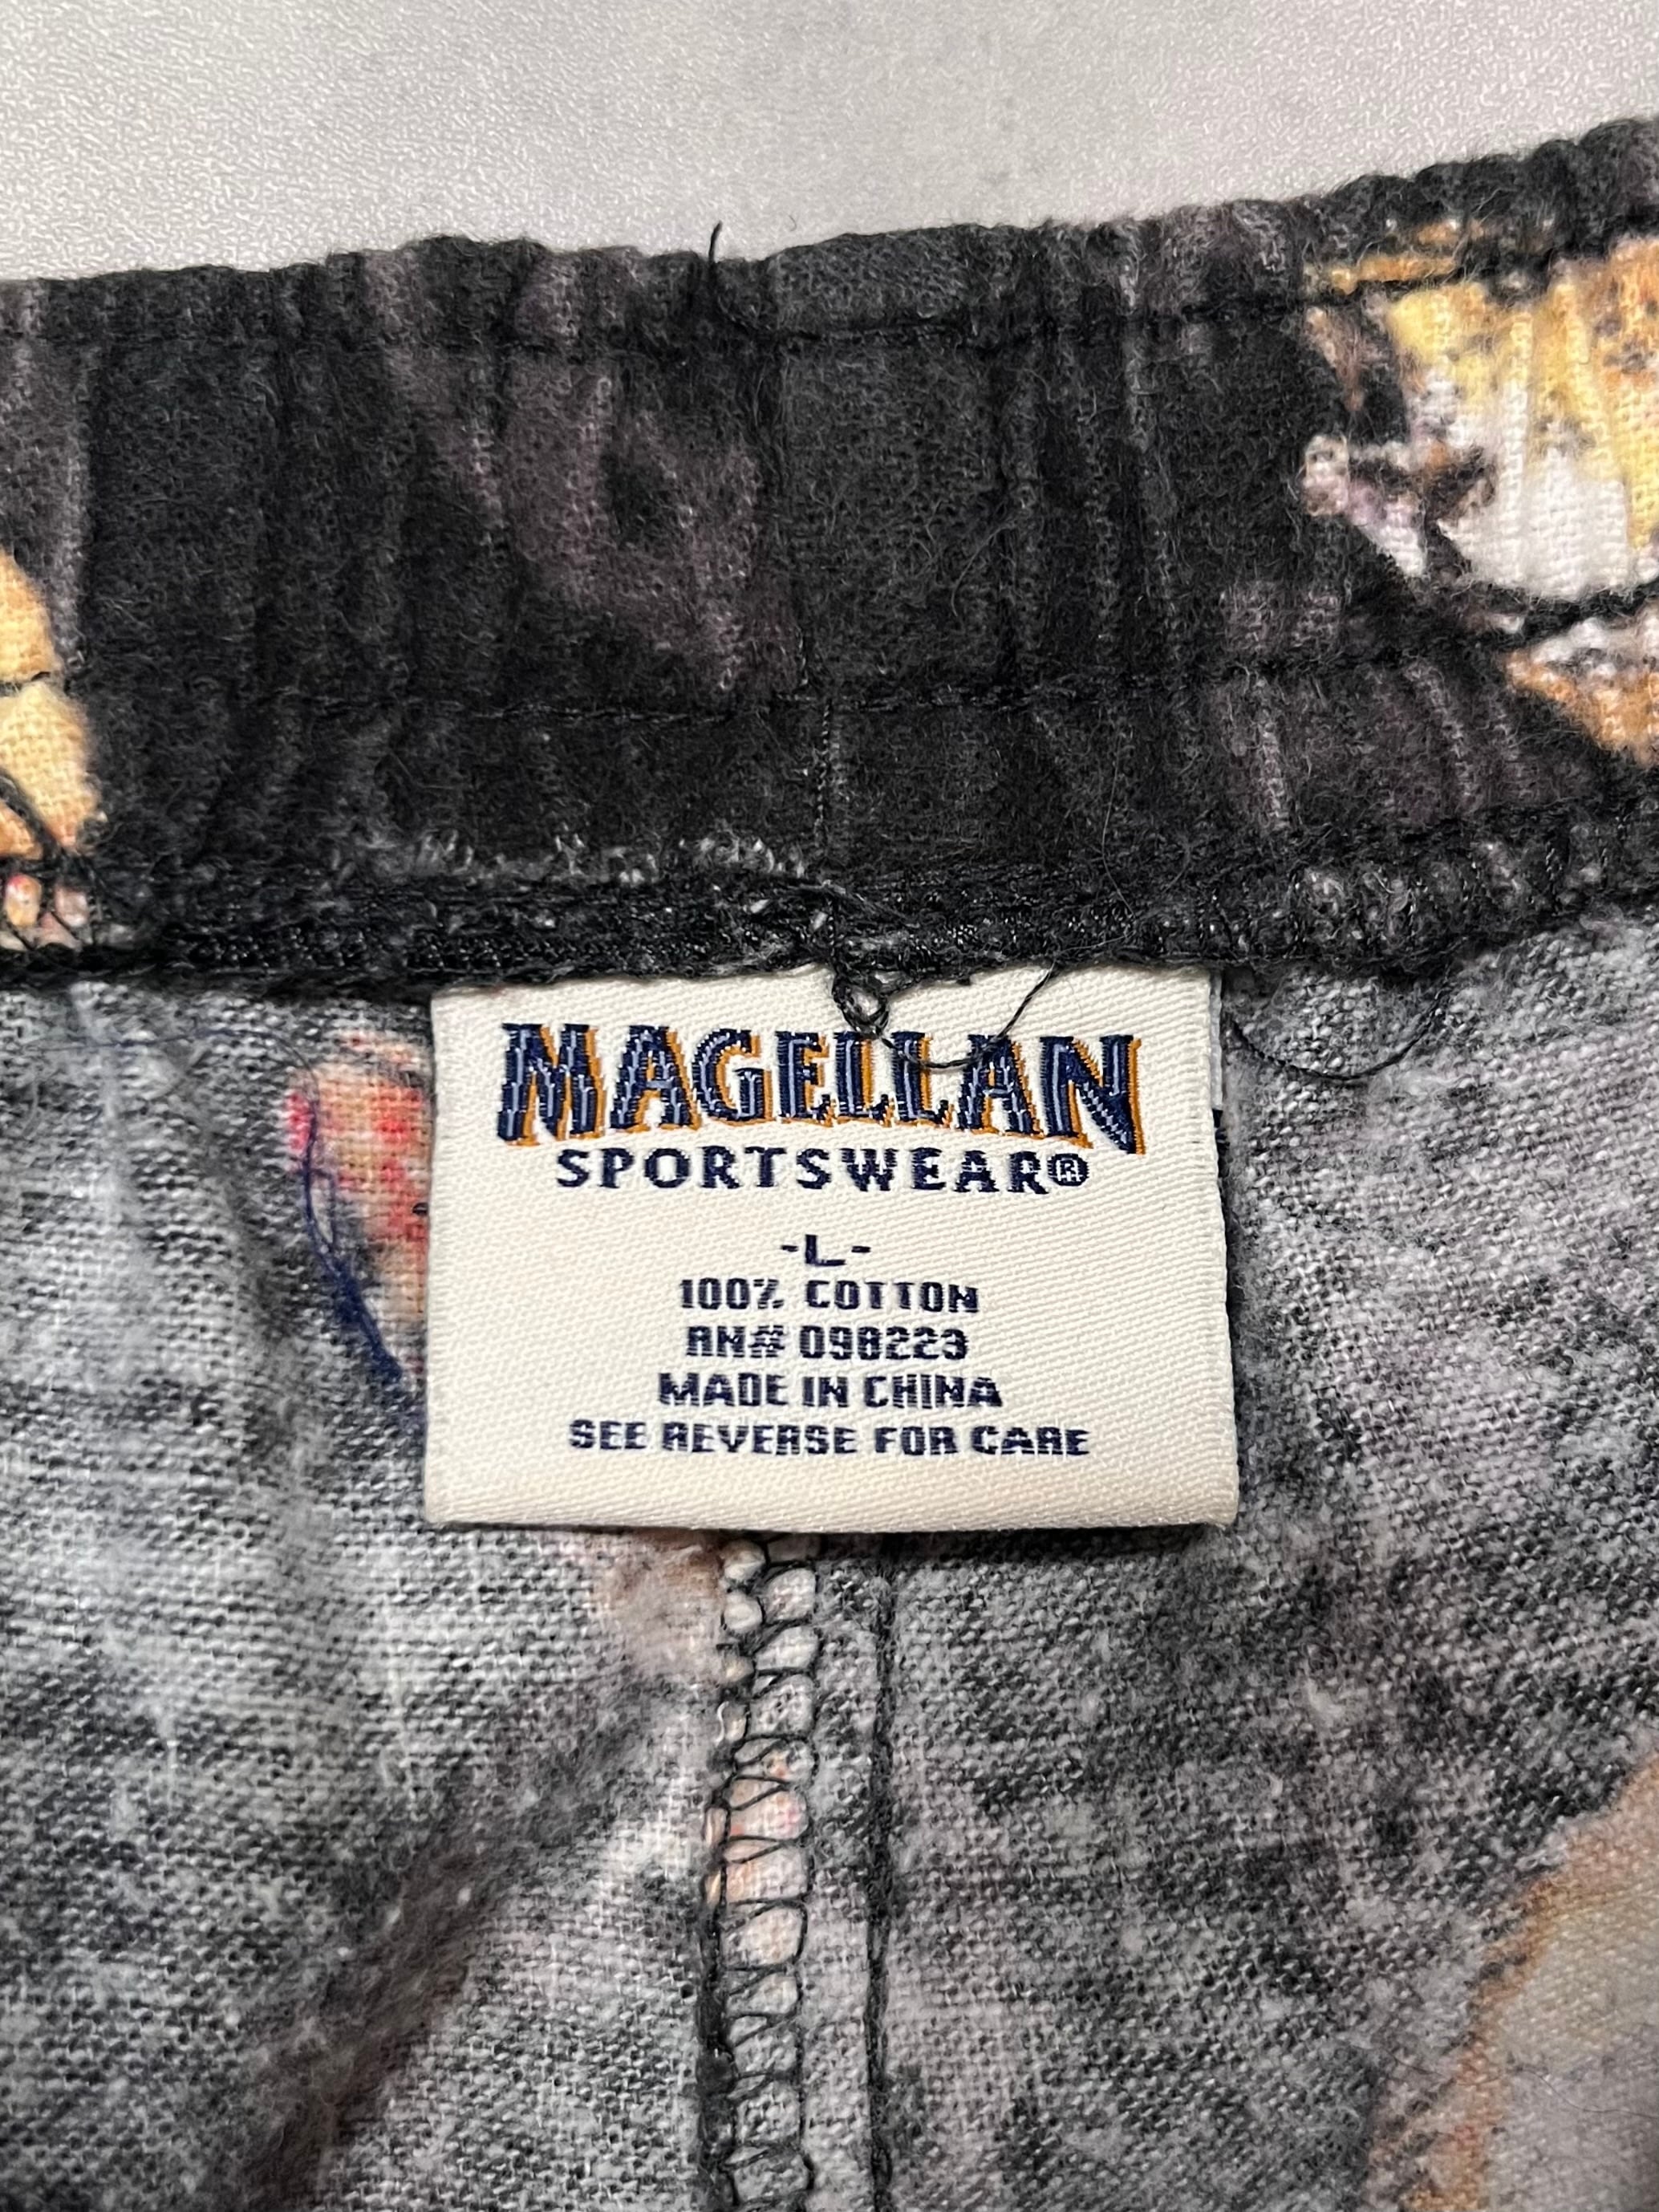 MAGELLAN
SPORTSWEAR®
-L-
100% COTTON
RN# 098223
MADE IN CHINA
SEE REVERSE FOR CARE